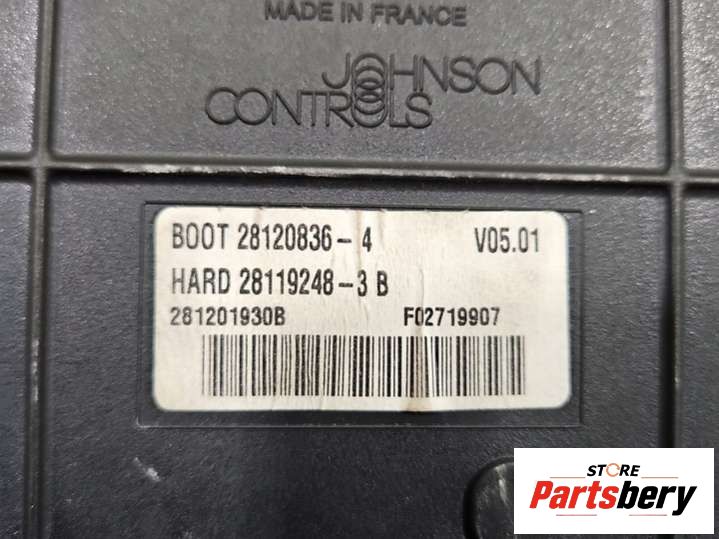 MADE IN FRANCE
JOHNSON
CONTROLS
BOOT 28120836-4 V05.01
HARD 28119248-3 B
281201930B F02719907
STORE
Partsbery